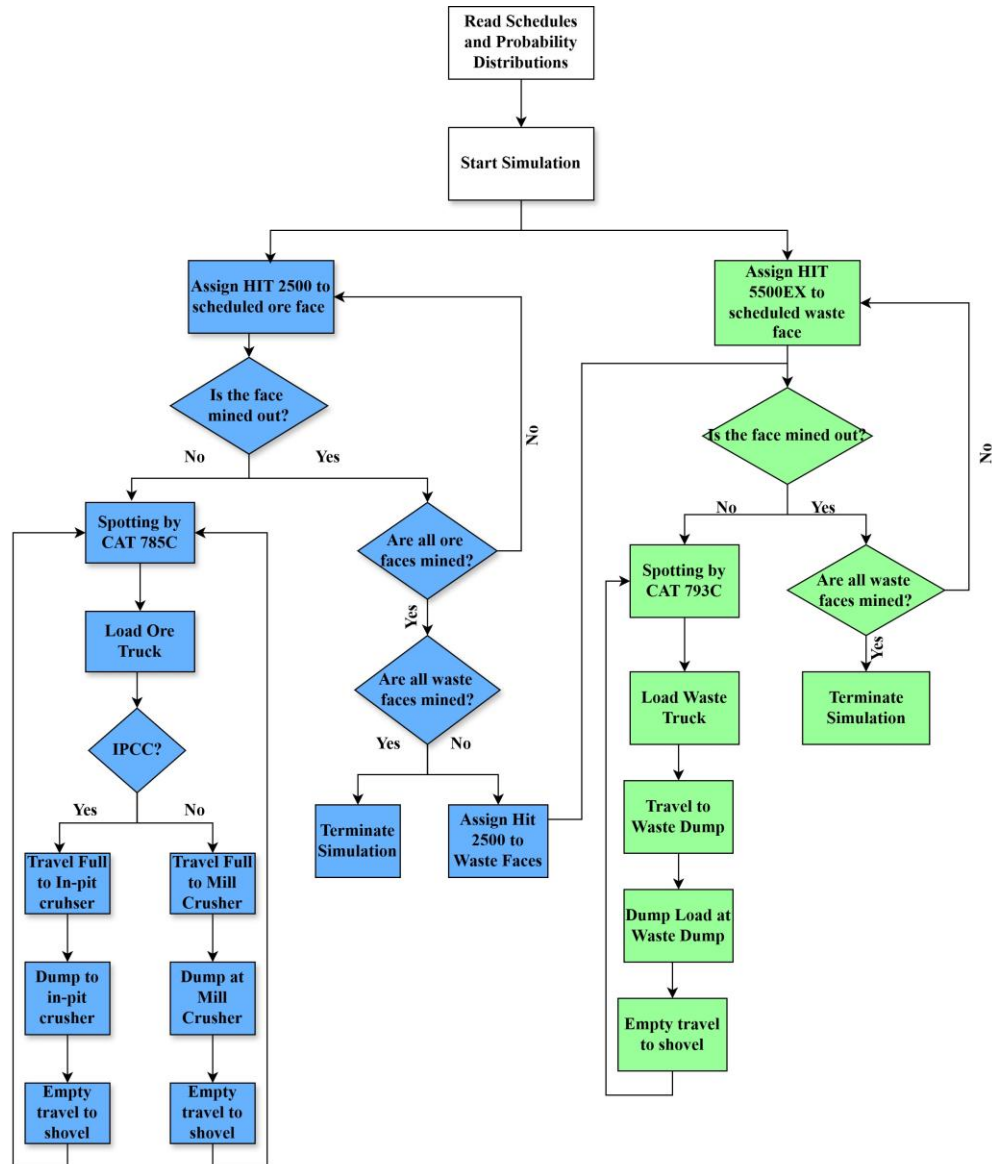 Read Schedules
and Probability
Distributions
Start Simulation
Assign HIT 2500 to
scheduled ore face
Is the face
mined out?
No
Yes
No
Spotting by
CAT 785C
Are all ore
faces mined?
Load Ore
Truck
Yes
Are all waste
faces mined?
IPCC?
Yes
No
Yes
No
Terminate
Simulation
Assign Hit
2500 to
Waste Faces
Travel Full
to In-pit
cruhser
Travel Full
to Mill
Crusher
Dump to
in-pit
crusher
Dump at
Mill
Crusher
Empty
travel to
shovel
Empty
travel to
shovel
Assign HIT
5500EX to
scheduled waste
face
Is the face mined out?
No
No
Yes
Spotting by
CAT 793C
Are all waste
faces mined?
Yes
Load Waste
Truck
Terminate
Simulation
Travel to
Waste Dump
Dump Load at
Waste Dump
Empty travel
to shovel